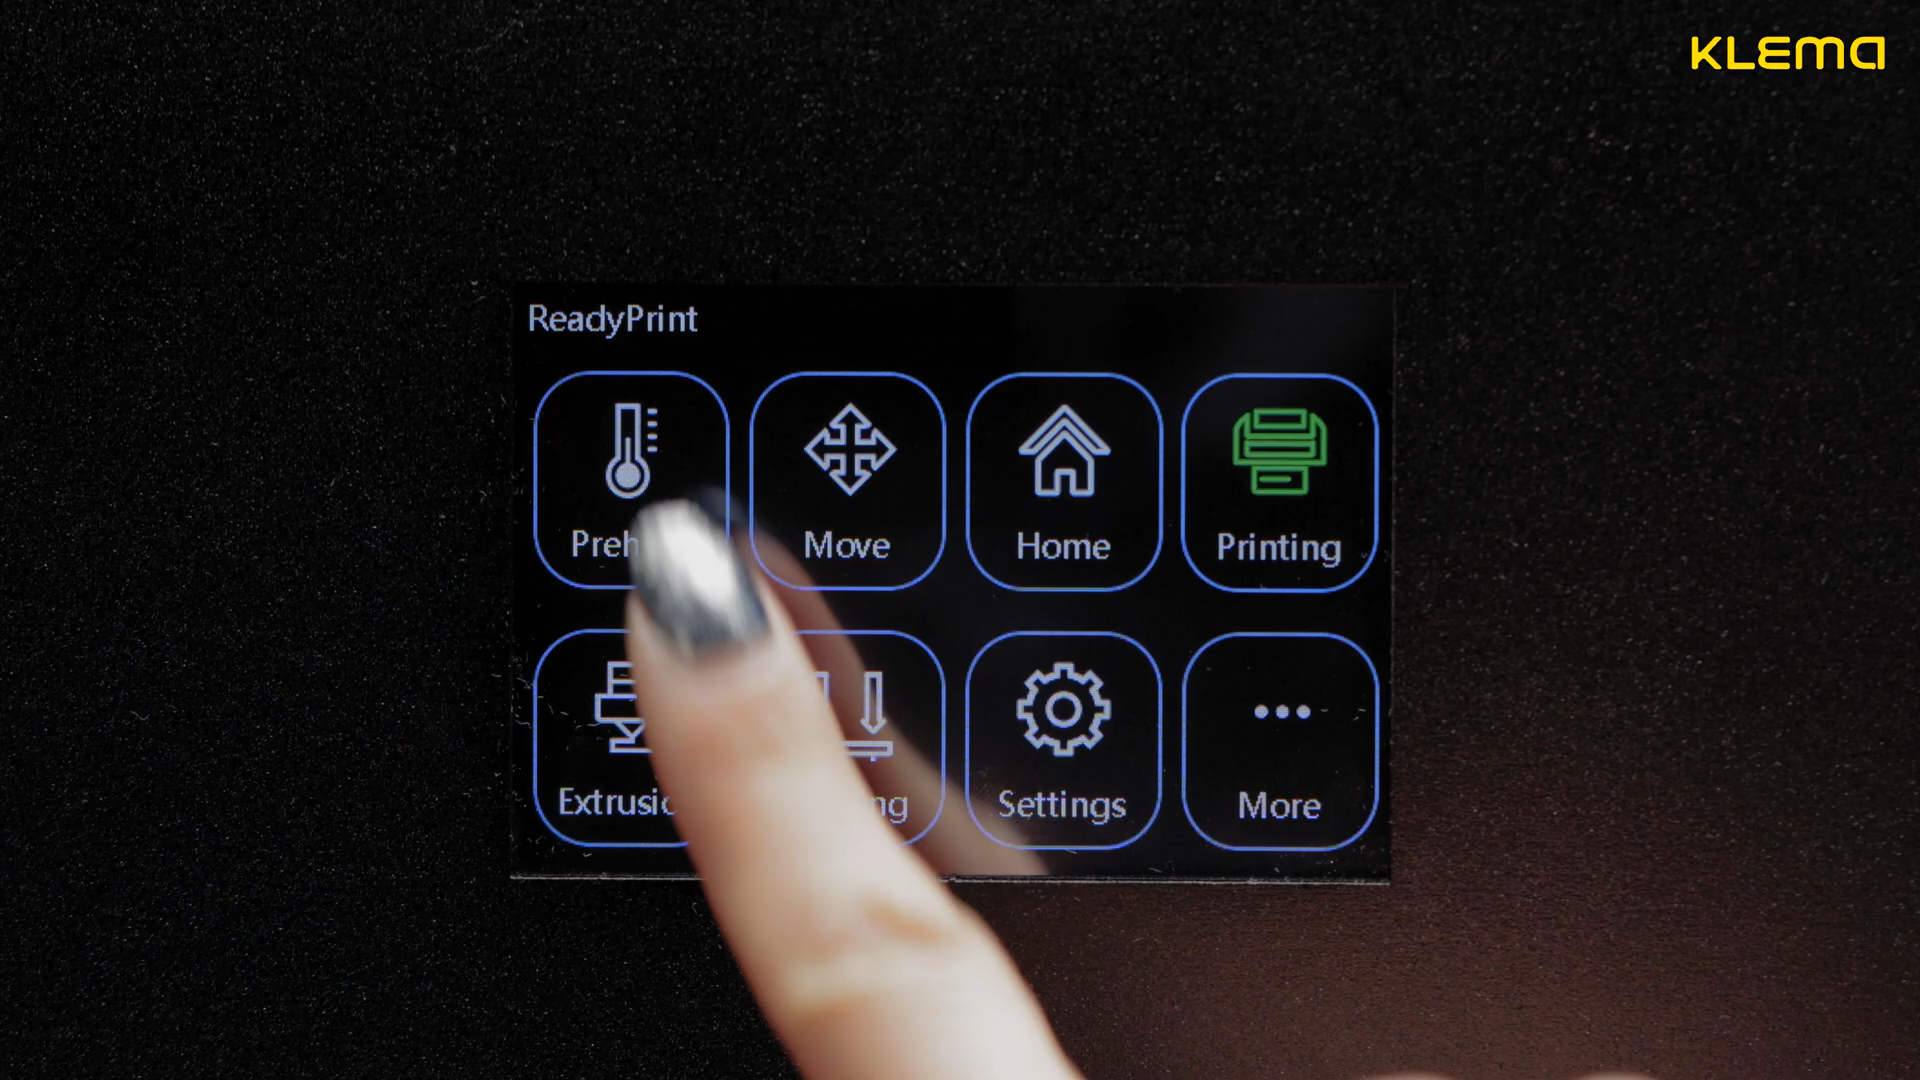 KLEMA
ReadyPrint
Move
Home
Printing
Settings
More